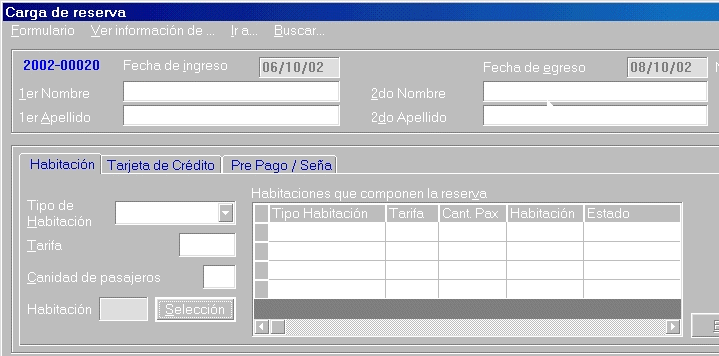 Carga de reserva
Formulario Ver información de ... Ir a... Buscar...
2002-00020 Fecha de ingreso 06/10/02 Fecha de egreso 08/10/02
1er Nombre 2do Nombre
1er Apellido 2do Apellido
Habitación Tarjeta de Crédito Pre Pago / Seña
Habitaciones que componen la reserva
Tipo Habitación Tarifa Cant. Pax Habitación Estado
Tipo de
Habitación
Tarifa
Canidad de pasajeros
Habitación Selección